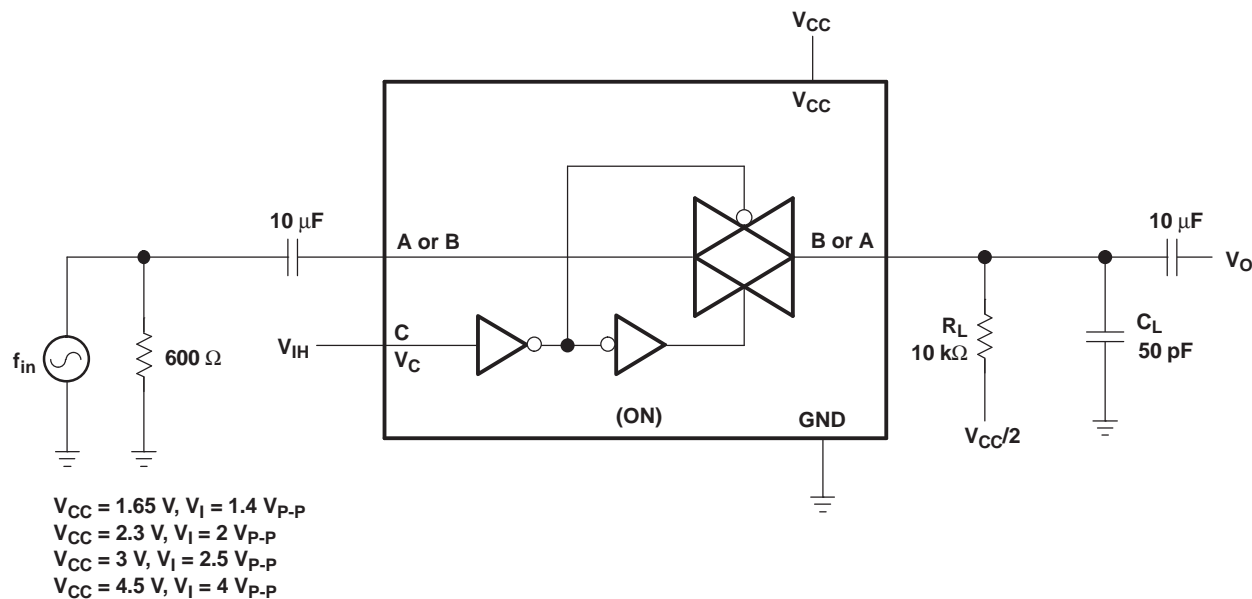 VCC
VCC
10 μF
A or B
B or A
10 μF
VO
fin
600 Ω
VIH
C
VC
RL
10 kΩ
CL
50 pF
(ON)
GND
VCC/2
VCC = 1.65 V, VI = 1.4 VP-P
VCC = 2.3 V, VI = 2 VP-P
VCC = 3 V, VI = 2.5 VP-P
VCC = 4.5 V, VI = 4 VP-P